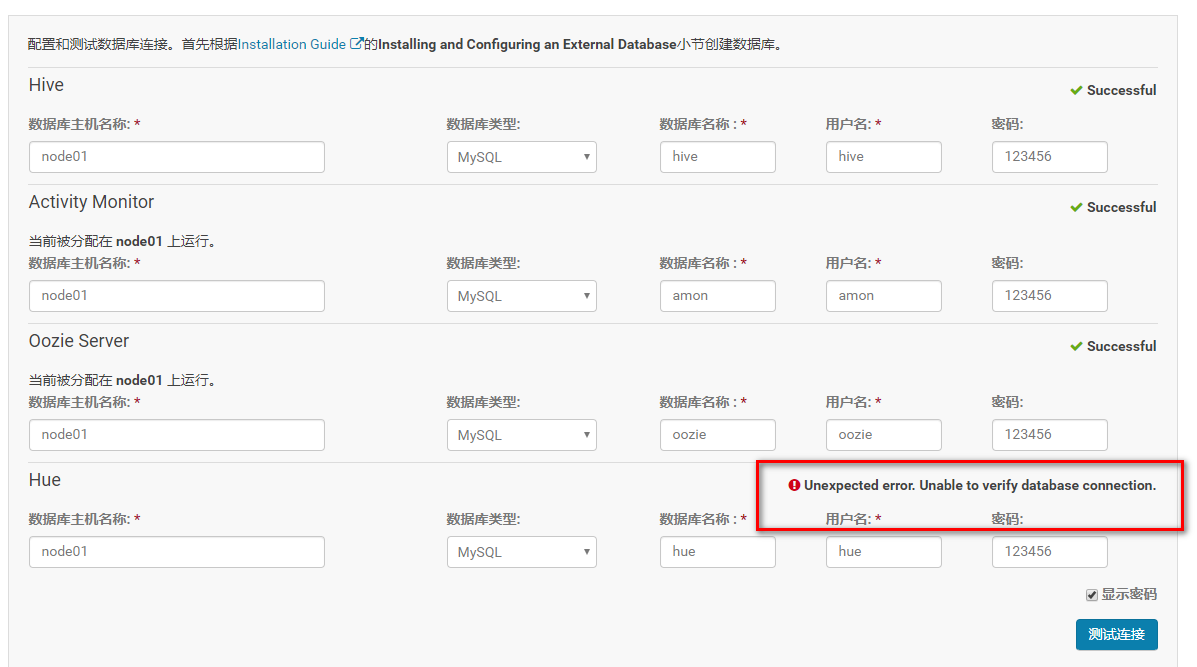 配置和测试数据库连接。首先根据Installation Guide 的Installing and Configuring an External Database小节创建数据库。
Hive
Successful
数据库主机名称: * 数据库类型: 数据库名称 : * 用户名: * 密码:
node01 MySQL hive hive 123456
Activity Monitor
Successful
当前被分配在 node01 上运行。
数据库主机名称: * 数据库类型: 数据库名称 : * 用户名: * 密码:
node01 MySQL amon amon 123456
Oozie Server
Successful
当前被分配在 node01 上运行。
数据库主机名称: * 数据库类型: 数据库名称 : * 用户名: * 密码:
node01 MySQL oozie oozie 123456
Hue
Unexpected error. Unable to verify database connection.
数据库主机名称: * 数据库类型: 数据库名称 : * 用户名: * 密码:
node01 MySQL hue hue 123456
显示密码
测试连接